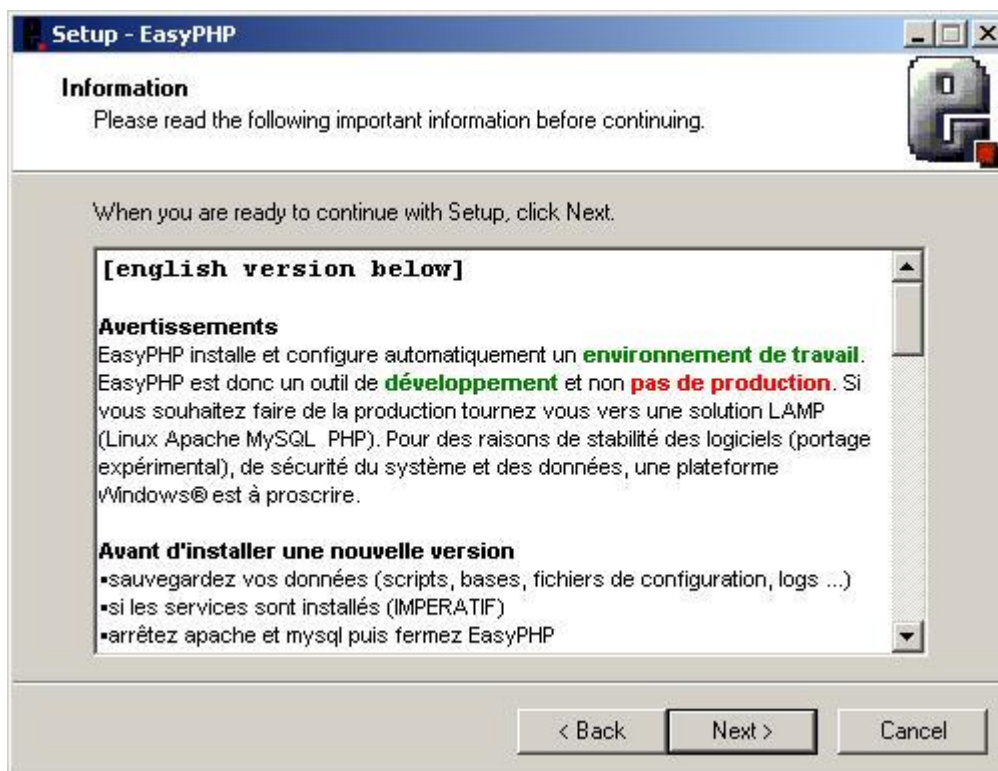 Setup - EasyPHP
Information
Please read the following important information before continuing.
When you are ready to continue with Setup, click Next.
[english version below]
Avertissements
EasyPHP installe et configure automatiquement un environnement de travail.
EasyPHP est donc un outil de développement et non pas de production. Si
vous souhaitez faire de la production tournez vous vers une solution LAMP
(Linux Apache MySQL PHP). Pour des raisons de stabilité des logiciels (portage
expérimental), de sécurité du système et des données, une plateforme
Windows® est à proscrire.
Avant d'installer une nouvelle version
▪sauvegardez vos données (scripts, bases, fichiers de configuration, logs ...)
▪si les services sont installés (IMPERATIF)
▪arrêtez apache et mysql puis fermez EasyPHP
< Back Next > Cancel